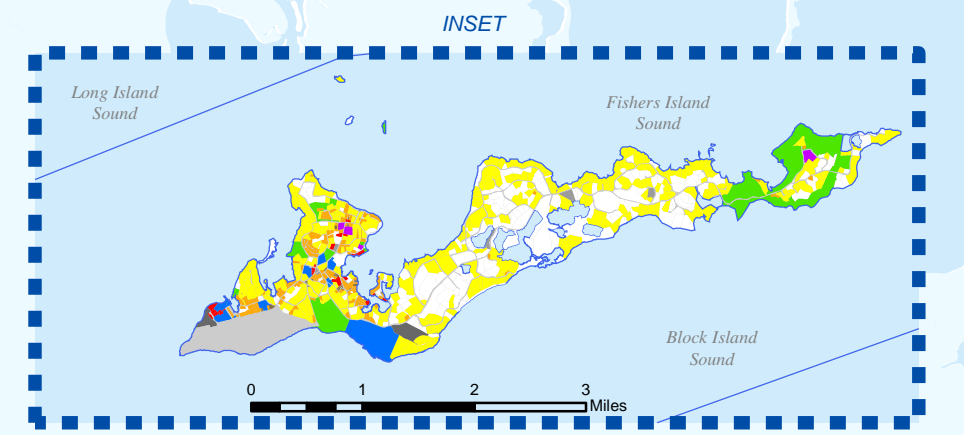 INSET
Long Island
Sound
Fishers Island
Sound
Block Island
Sound
0 1 2 3
Miles